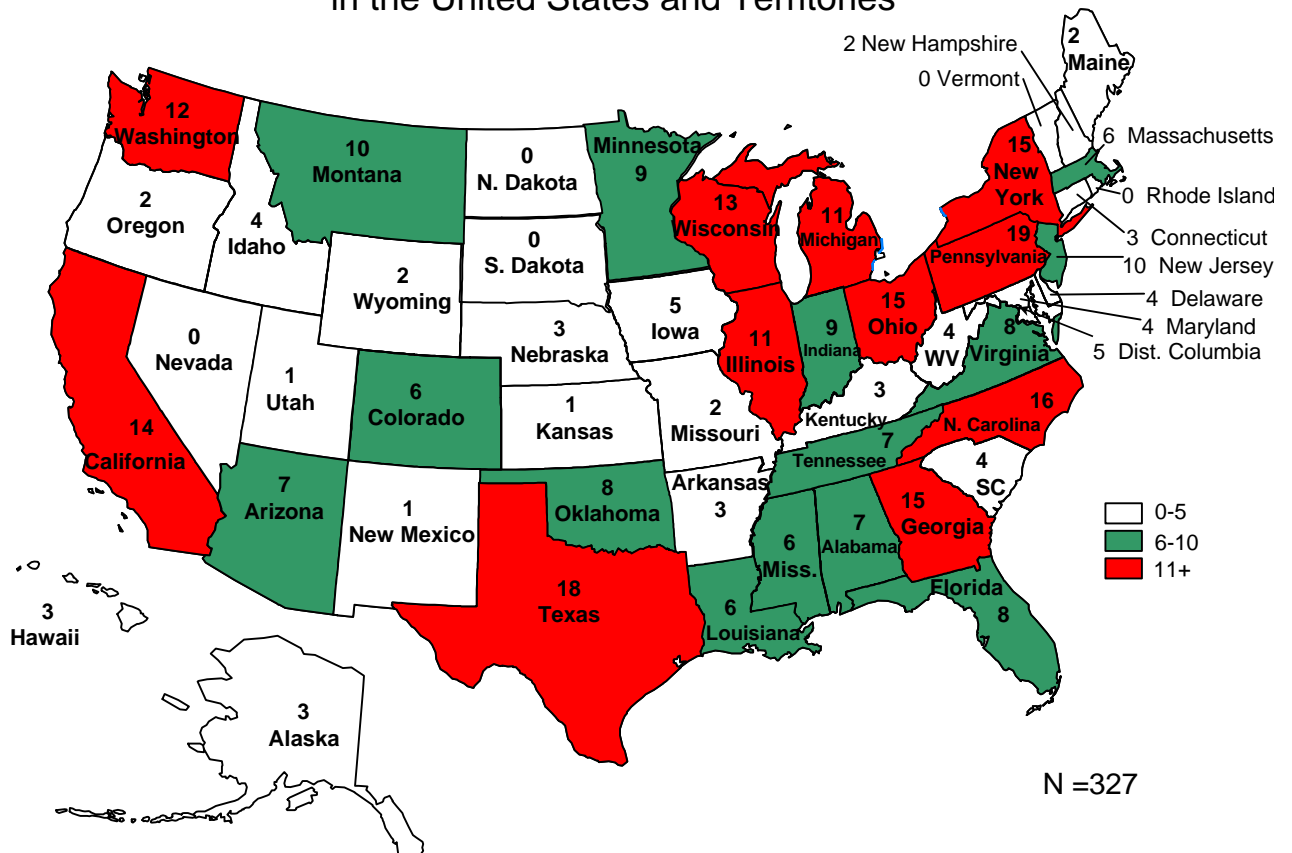 in the United States and Territories
2
Maine
2 New Hampshire
0 Vermont
12
Washington
6 Massachusetts
15
New
York
10
Montana
0
N. Dakota
Minnesota
9
2
Oregon
4
Idaho
13
Wisconsin
11
Michigan
0 Rhode Island
19
Pennsylvania
3 Connecticut
10 New Jersey
0
S. Dakota
2
Wyoming
4 Delaware
4 Maryland
5 Dist. Columbia
5
Iowa
15
Ohio
9
Indiana
11
Illinois
4
WV
8
Virginia
0
Nevada
3
Nebraska
1
Utah
6
Colorado
1
Kansas
2
Missouri
3
Kentucky
16
N. Carolina
14
California
7
Tennessee
4
SC
7
Arizona
1
New Mexico
8
Oklahoma
Arkansas
3
15
Georgia
0-5
6-10
11+
6
Miss.
7
Alabama
18
Texas
6
Louisiana
Florida
8
3
Hawaii
3
Alaska
N =327